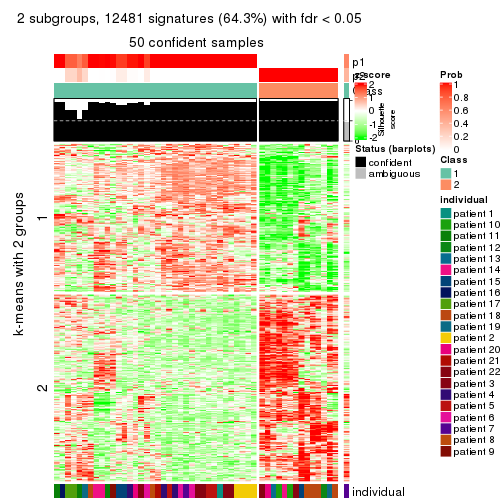 2 subgroups, 12481 signatures (64.3%) with fdr < 0.05
50 confident samples
p1
p2
Class
z-score
2
1
0
-1
-2
Silhouette
score
Status (barplots)
confident
ambiguous
Prob
1
0.8
0.6
0.4
0.2
0
Class
1
2
individual
patient 1
patient 10
patient 11
patient 12
patient 13
patient 14
patient 15
patient 16
patient 17
patient 18
patient 19
patient 2
patient 20
patient 21
patient 22
patient 3
patient 4
patient 5
patient 6
patient 7
patient 8
patient 9
k-means with 2 groups
1
2
individual